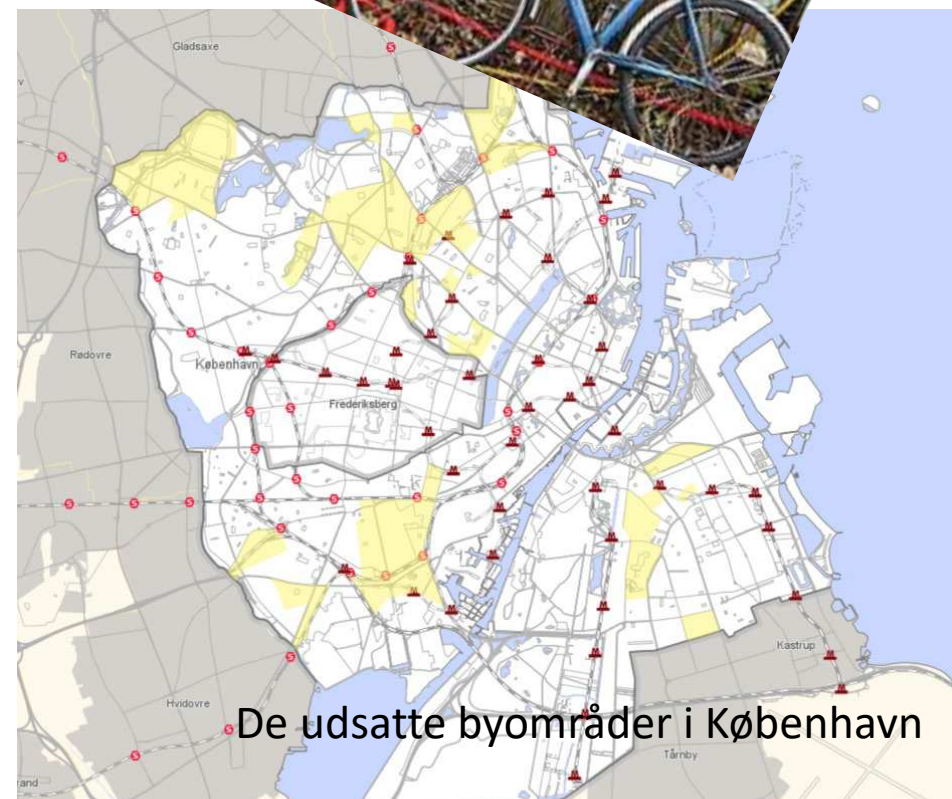 Gladsaxe
Rødovre
København
Frederiksberg
Kastrup
Hvidovre
De udsatte byområder i København
Tårnby